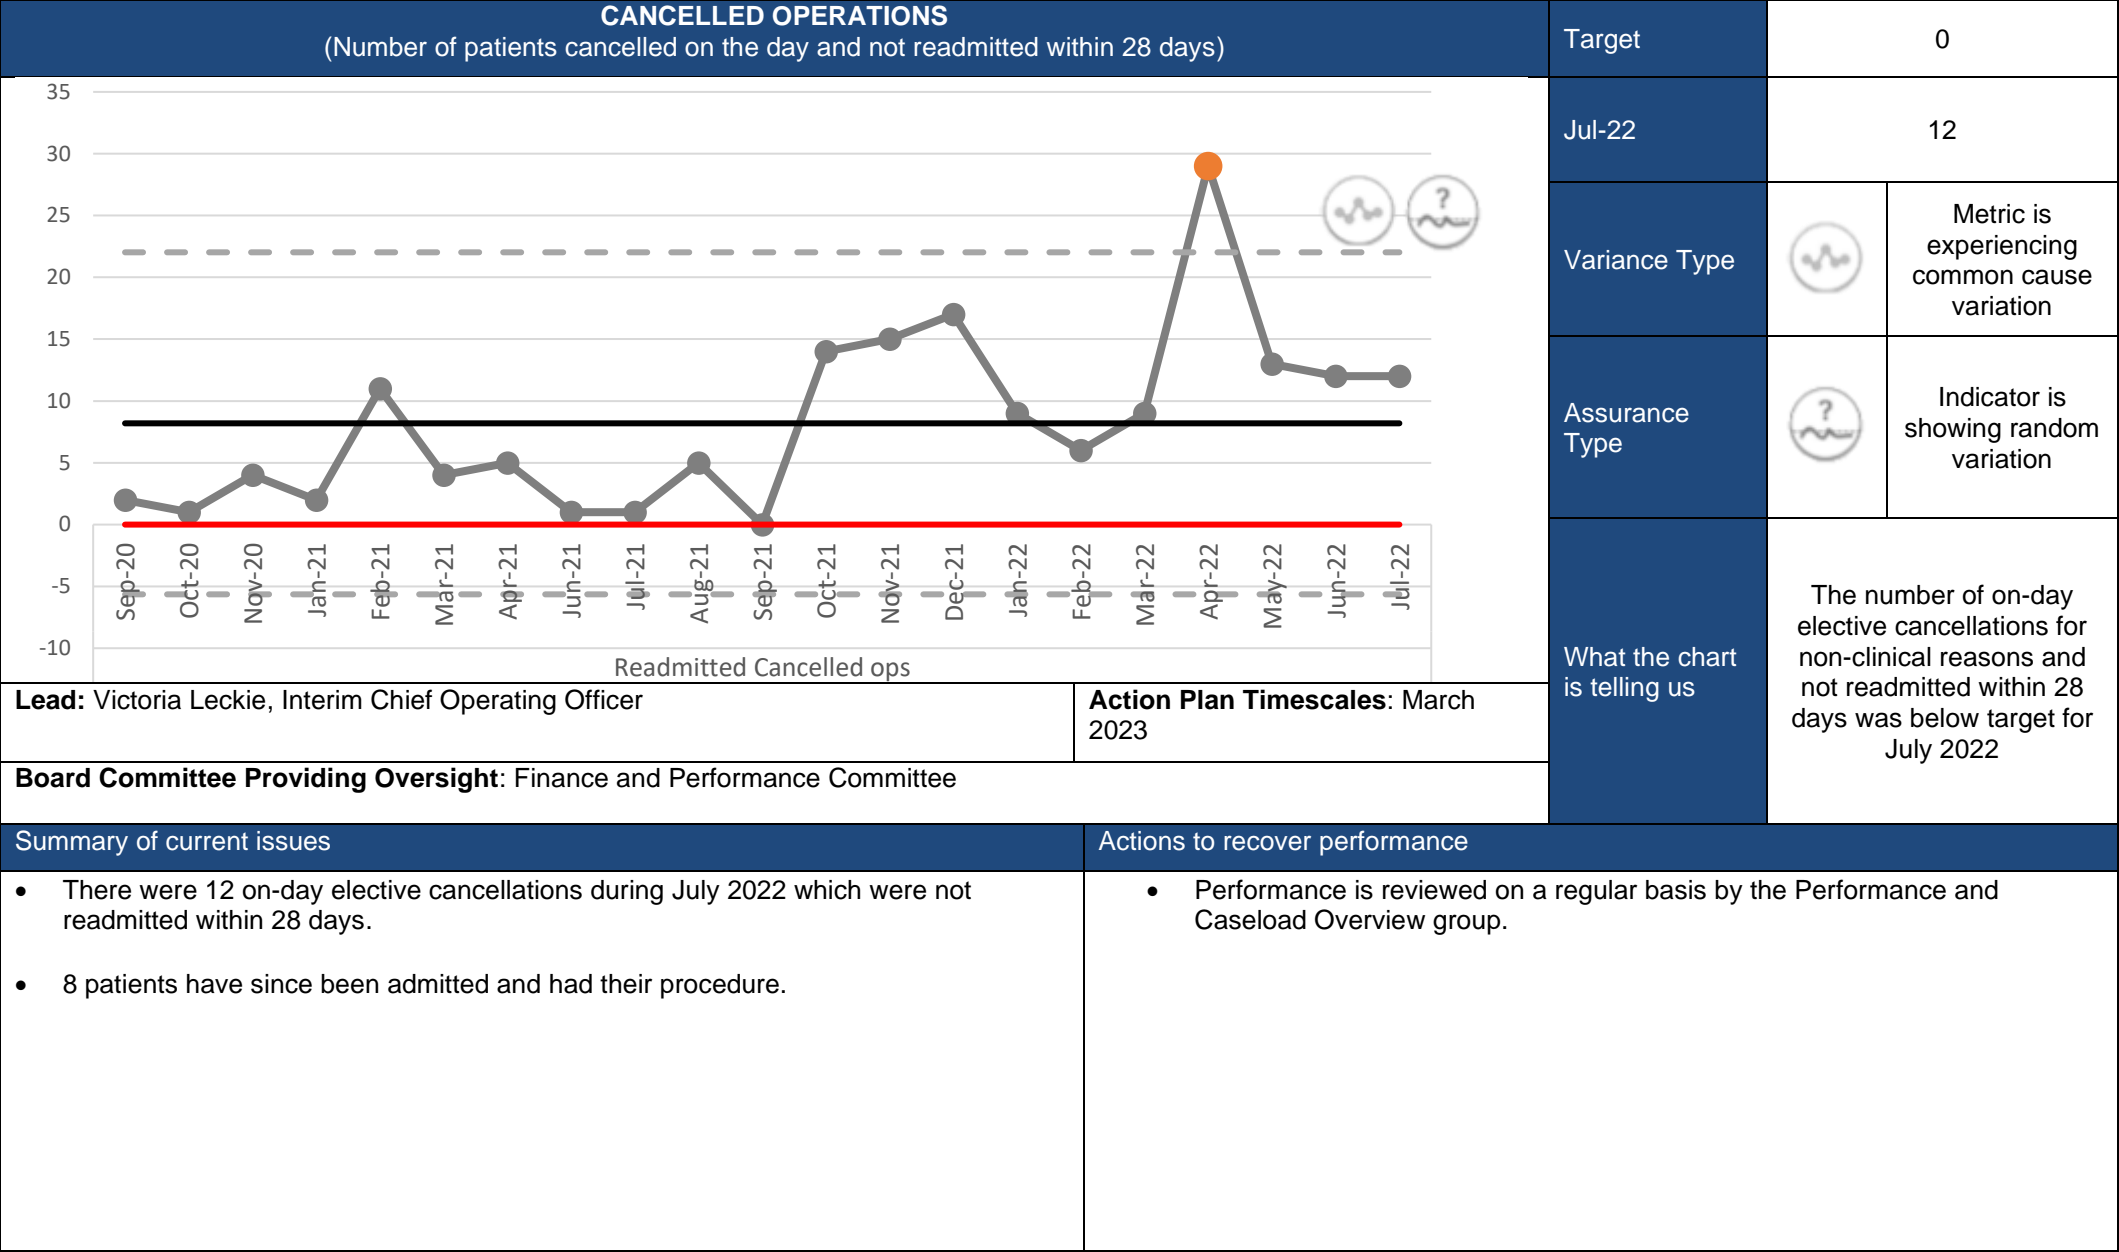 CANCELLED OPERATIONS
(Number of patients cancelled on the day and not readmitted within 28 days)
Target
0
35
30
25
20
15
10
5
0
-5
-10
Sep-20
Oct-20
Nov-20
Jan-21
Feb-21
Mar-21
Apr-21
Jun-21
Jul-21
Aug-21
Sep-21
Oct-21
Nov-21
Dec-21
Jan-22
Feb-22
Mar-22
Apr-22
May-22
Jun-22
Jul-22
Readmitted Cancelled ops
?
Jul-22
12
Variance Type
Metric is
experiencing
common cause
variation
Assurance
Type
?
Indicator is
showing random
variation
What the chart
is telling us
The number of on-day
elective cancellations for
non-clinical reasons and
not readmitted within 28
days was below target for
July 2022
Lead: Victoria Leckie, Interim Chief Operating Officer
Action Plan Timescales: March
2023
Board Committee Providing Oversight: Finance and Performance Committee
Summary of current issues
• There were 12 on-day elective cancellations during July 2022 which were not
readmitted within 28 days.
• 8 patients have since been admitted and had their procedure.
Actions to recover performance
• Performance is reviewed on a regular basis by the Performance and
Caseload Overview group.